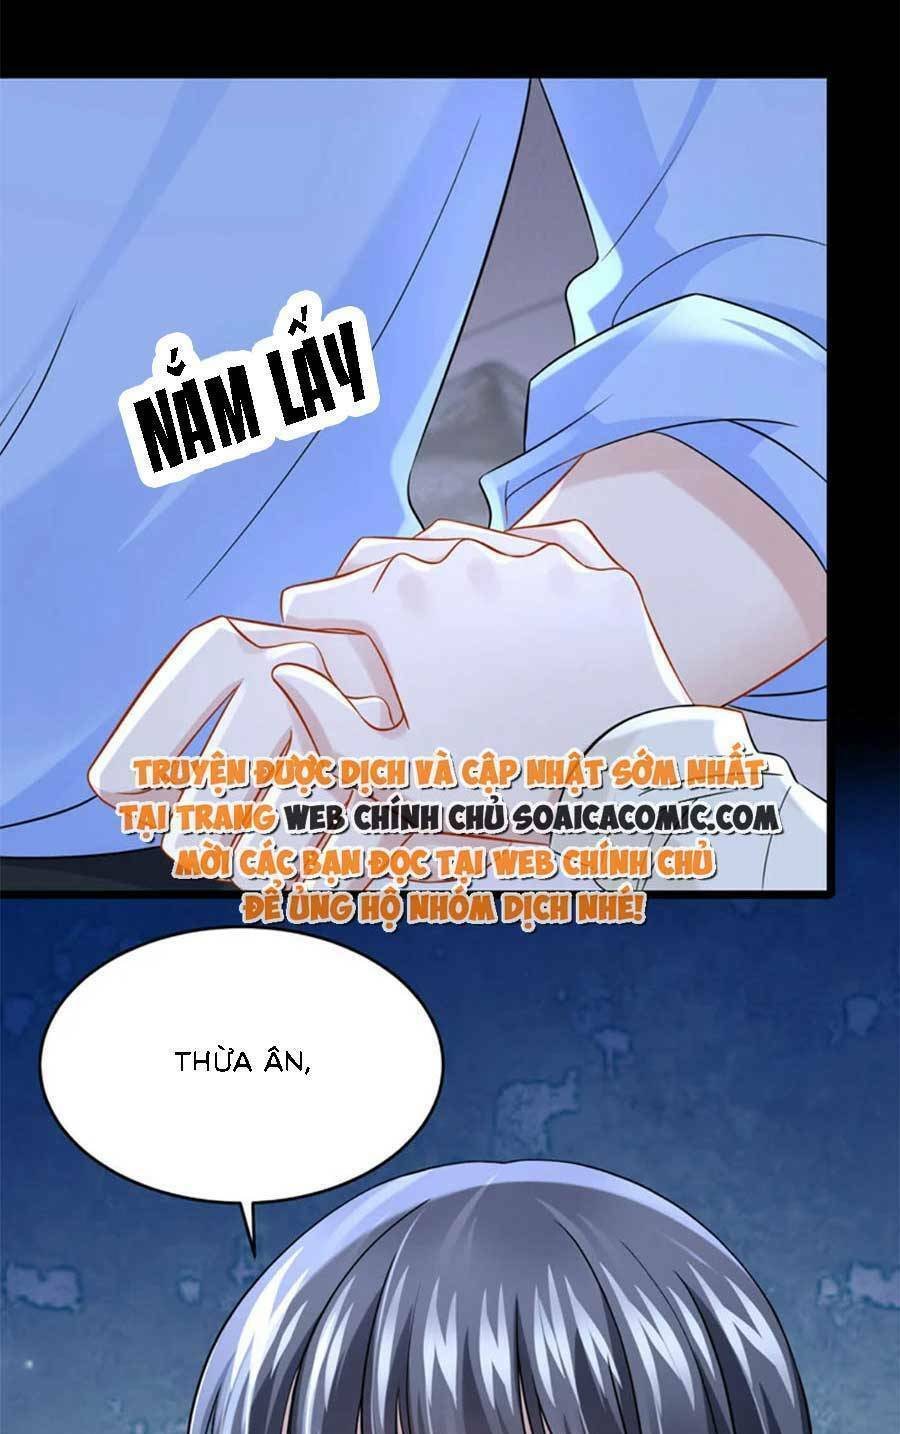 NẮM LẤY
TRUYỆN ĐƯỢC DỊCH VÀ CẬP NHẬT SỚM NHẤT
TẠI TRANG WEB CHÍNH CHỦ SOAICACOMIC.COM
MỜI CÁC BẠN ĐỌC TẠI WEB CHÍNH CHỦ
ĐỂ ỦNG HỘ NHÓM DỊCH NHÉ!
THỪA ÂN,